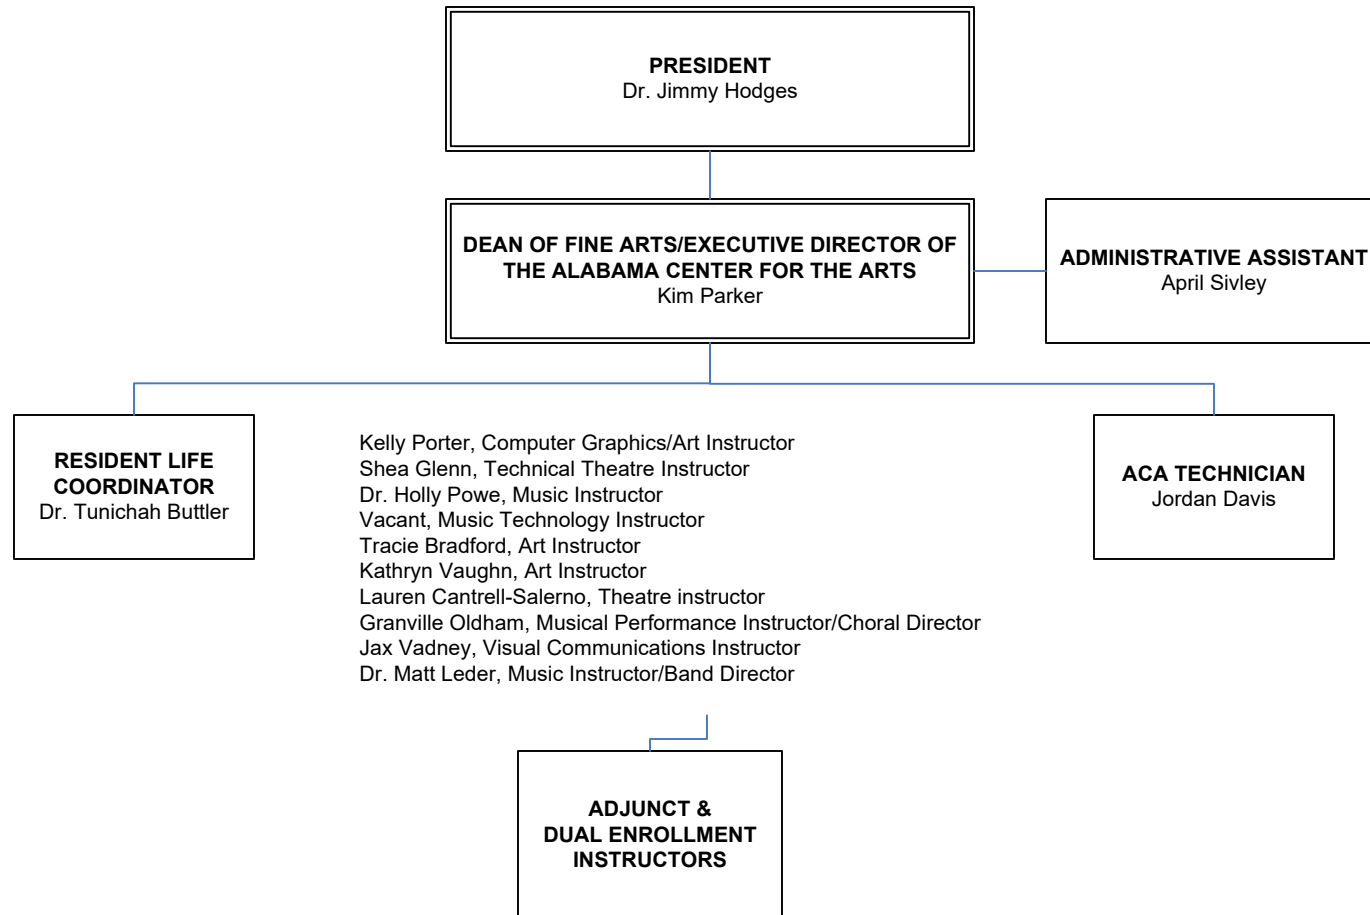 PRESIDENT
Dr. Jimmy Hodges
DEAN OF FINE ARTS/EXECUTIVE DIRECTOR OF
THE ALABAMA CENTER FOR THE ARTS
Kim Parker
ADMINISTRATIVE ASSISTANT
April Sivley
RESIDENT LIFE
COORDINATOR
Dr. Tunichah Buttler
Kelly Porter, Computer Graphics/Art Instructor
Shea Glenn, Technical Theatre Instructor
Dr. Holly Powe, Music Instructor
Vacant, Music Technology Instructor
Tracie Bradford, Art Instructor
Kathryn Vaughn, Art Instructor
Lauren Cantrell-Salerno, Theatre instructor
Granville Oldham, Musical Performance Instructor/Choral Director
Jax Vadney, Visual Communications Instructor
Dr. Matt Leder, Music Instructor/Band Director
ACA TECHNICIAN
Jordan Davis
ADJUNCT &
DUAL ENROLLMENT
INSTRUCTORS